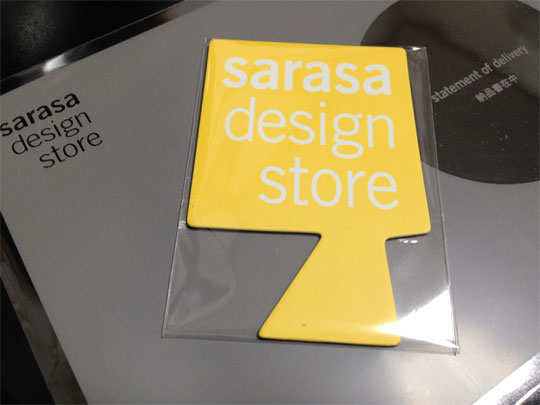 sarasa
design
store
sarasa
design
store
statement of delivery
納品書在中